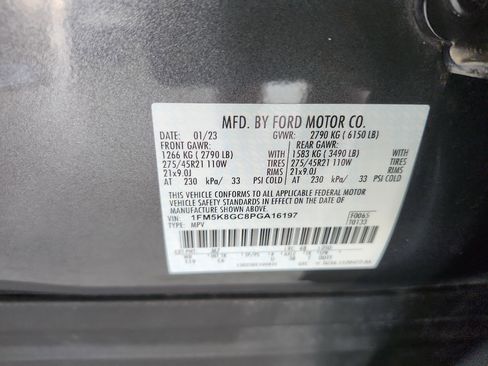 MFD. BY FORD MOTOR CO.
DATE: 01/23 GVWR: 2790 KG ( 6150 LB)
FRONT GAWR: REAR GAWR:
1266 KG ( 2790 LB) WITH 1583 KG ( 3490 LB) WITH
275/45R21 110W TIRES 275/45R21 110W TIRES
21x9.0J RIMS 21x9.0J RIMS
AT 230 kPa/ 33 PSI COLD AT 230 kPa/ 33 PSI COLD
THIS VEHICLE CONFORMS TO ALL APPLICABLE FEDERAL MOTOR
VEHICLE SAFETY STANDARDS IN EFFECT ON THE DATE OF
MANUFACTURE SHOWN ABOVE.
VIN: 1FM5K8GC8PGA16197 F0065
TYPE: MPV T0133